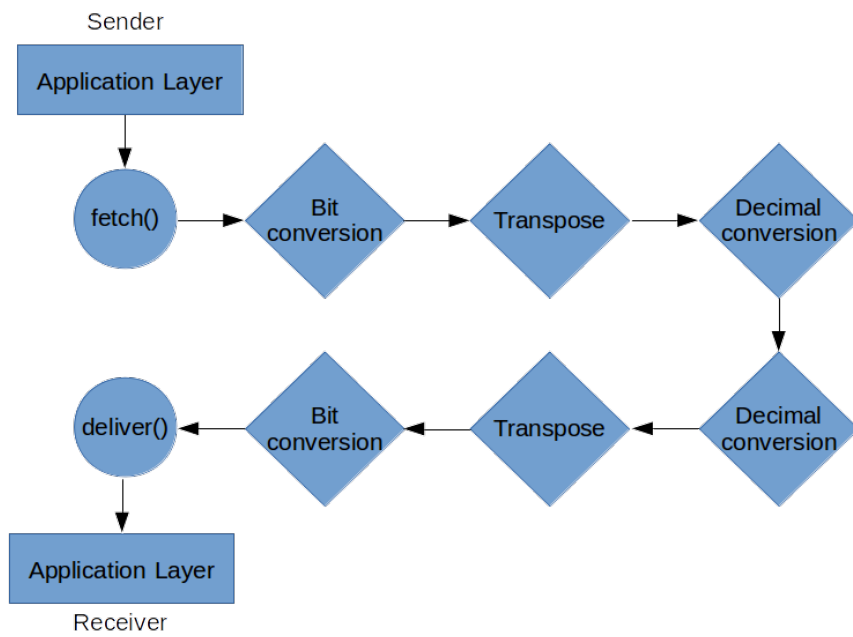 Sender
Application Layer
fetch()
Bit
conversion
Transpose
Decimal
conversion
deliver()
Bit
conversion
Transpose
Decimal
conversion
Application Layer
Receiver